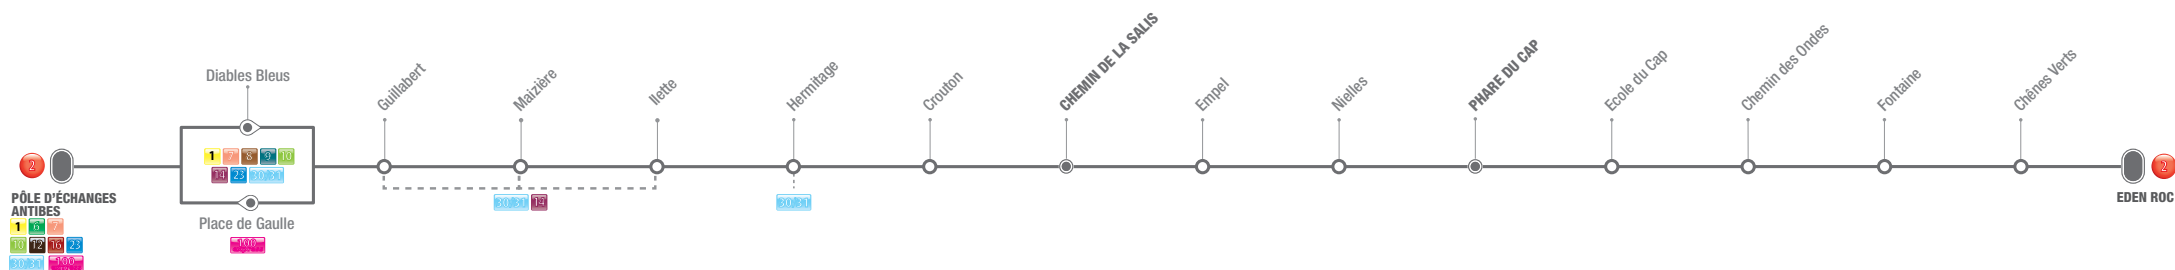 Diables Bleus
Guillabert
Maizière
Ilette
Hermitage
Crouton
CHEMIN DE LA SALIS
Empel
Nielles
PHARE DU CAP
Ecole du Cap
Chemin des Ondes
Fontaine
Chênes Verts
1 7 8 9 10
14 23 30/31
2
2
PÔLE D'ÉCHANGES
ANTIBES
1 6 7
10 12 16 23
30/31 100
Place de Gaulle
100
30/31 14
30/31
EDEN ROC